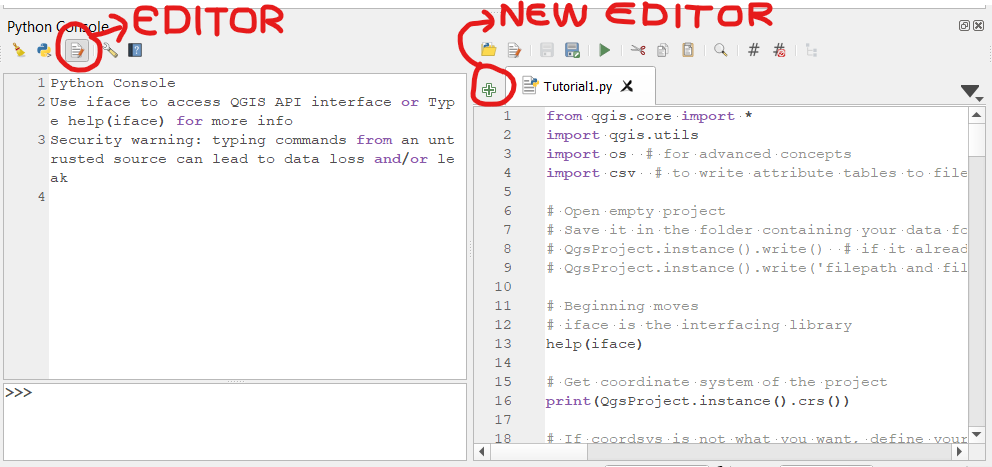 EDITOR
NEW EDITOR
Python Console
Tutorial1.py
1 Python Console
2 Use iface to access QGIS API interface or Typ
e help(iface) for more info
3 Security warning: typing commands from an unt
rusted source can lead to data loss and/or le
ak
4
>>>
1 from qgis.core import *
2 import qgis.utils
3 import os # for advanced concepts
4 import csv # to write attribute tables to file
5
6 # Open empty project
7 # Save it in the folder containing your data fo
8 # QgsProject.instance().write() # if it alread
9 # QgsProject.instance().write('filepath and fil
10
11 # Beginning moves
12 # iface is the interfacing library
13 help(iface)
14
15 # Get coordinate system of the project
16 print(QgsProject.instance().crs())
17
18 # If coordsys is not what you want, define your